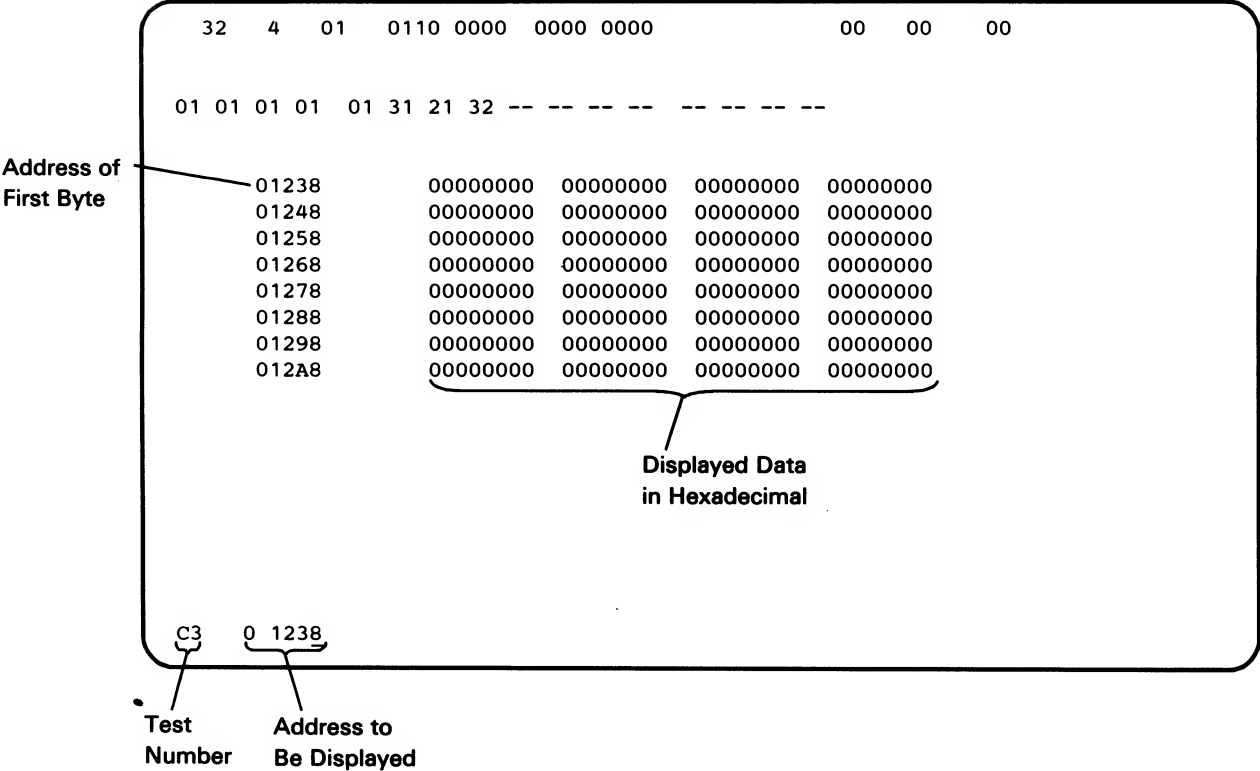 32 4 01 0110 0000 0000 0000 00 00 00
01 01 01 01 01 31 21 32 -- -- -- -- -- -- -- --
Address of
First Byte
01238 00000000 00000000 00000000 00000000
01248 00000000 00000000 00000000 00000000
01258 00000000 00000000 00000000 00000000
01268 00000000 00000000 00000000 00000000
01278 00000000 00000000 00000000 00000000
01288 00000000 00000000 00000000 00000000
01298 00000000 00000000 00000000 00000000
012A8 00000000 00000000 00000000 00000000
Displayed Data
in Hexadecimal
C3 0 1238
Test
Number
Address to
Be Displayed